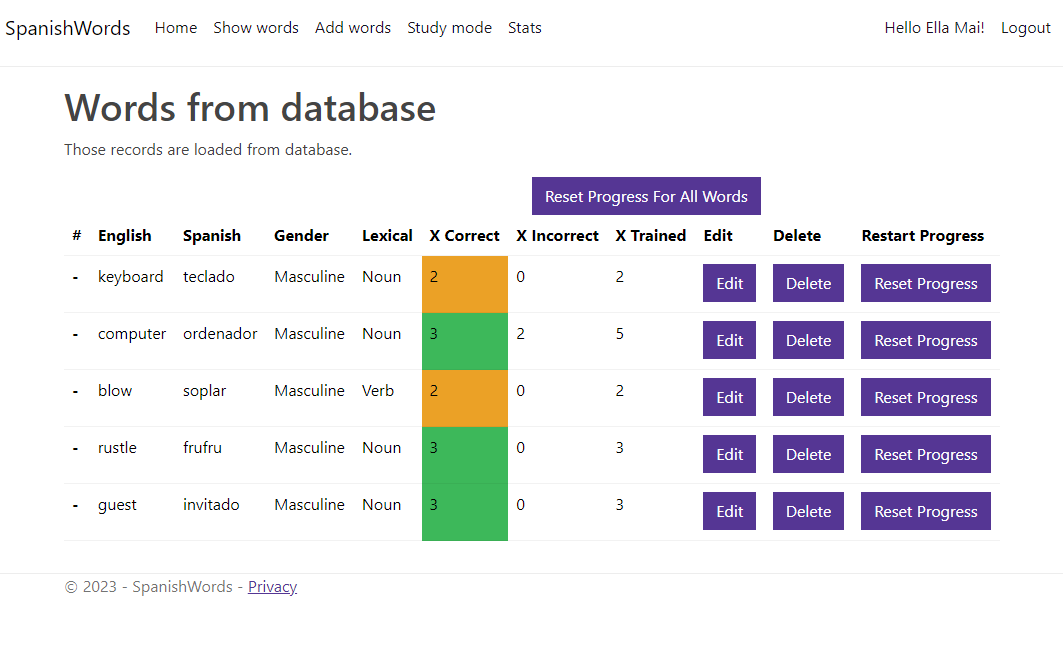 SpanishWords Home Show words Add words Study mode Stats Hello Ella Mai! Logout
Words from database
Those records are loaded from database.
Reset Progress For All Words
# English Spanish Gender Lexical X Correct X Incorrect X Trained Edit Delete Restart Progress
- keyboard teclado Masculine Noun 2 0 2 Edit Delete Reset Progress
- computer ordenador Masculine Noun 3 2 5 Edit Delete Reset Progress
- blow soplar Masculine Verb 2 0 2 Edit Delete Reset Progress
- rustle frufru Masculine Noun 3 0 3 Edit Delete Reset Progress
- guest invitado Masculine Noun 3 0 3 Edit Delete Reset Progress
© 2023 - SpanishWords - Privacy